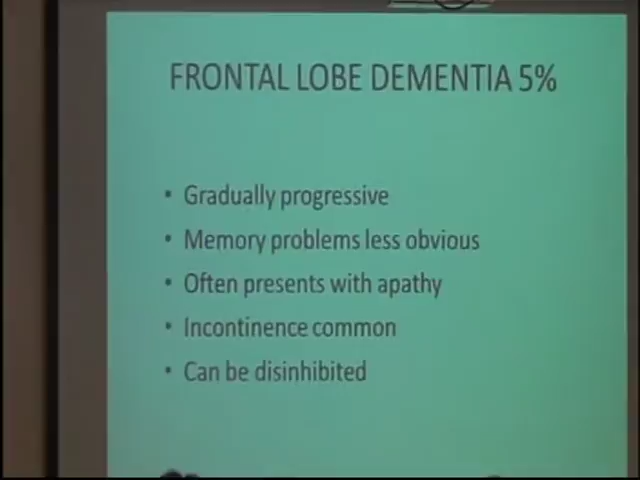 FRONTAL LOBE DEMENTIA 5%
• Gradually progressive
• Memory problems less obvious
• Often presents with apathy
• Incontinence common
• Can be disinhibited